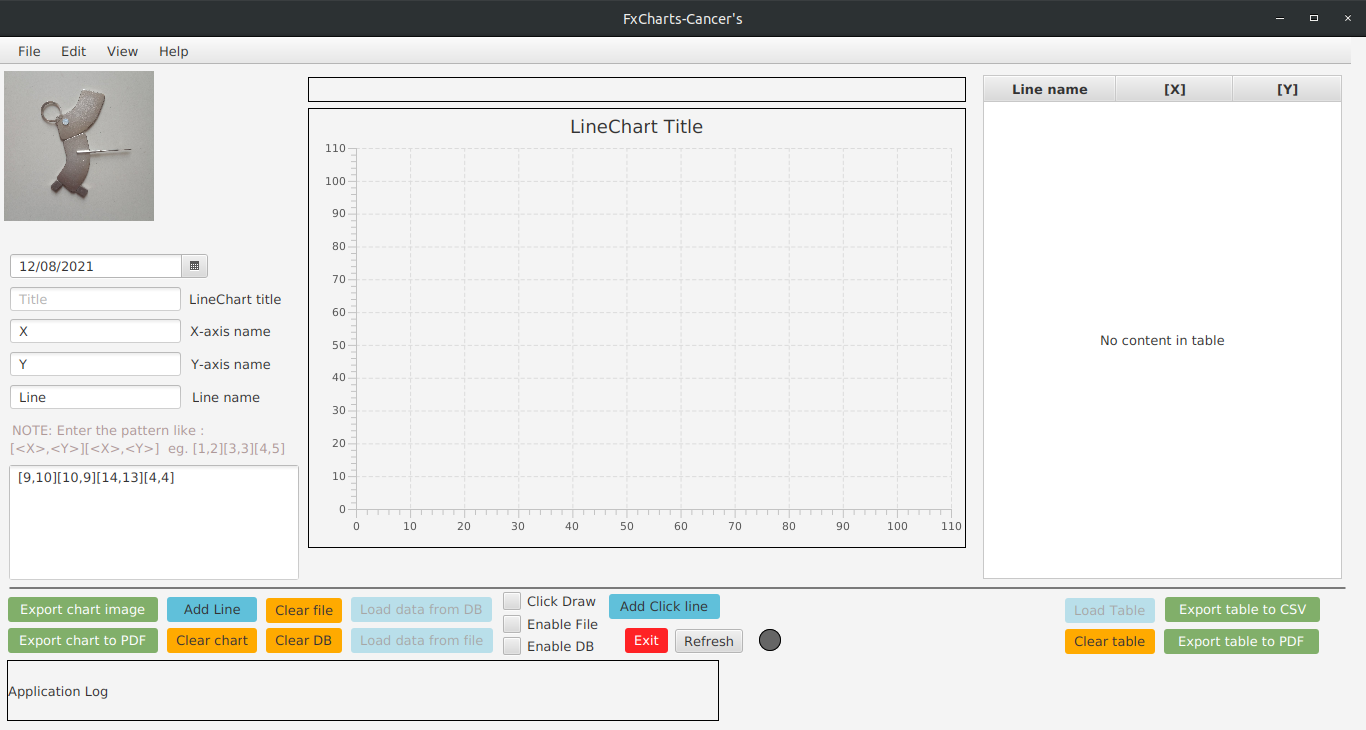 FxCharts-Cancer's
File Edit View Help
12/08/2021
Title LineChart title
X X-axis name
Y Y-axis name
Line Line name
NOTE: Enter the pattern like :
[<X>,<Y>][<X>,<Y>] eg. [1,2][3,3][4,5]
[9,10][10,9][14,13][4,4]
LineChart Title
110
100
90
80
70
60
50
40
30
20
10
0
0 10 20 30 40 50 60 70 80 90 100 110
Line name [X] [Y]
No content in table
Export chart image Add Line Clear file Load data from DB
Export chart to PDF Clear chart Clear DB Load data from file
Click Draw
Enable File
Enable DB
Add Click line
Exit Refresh
Load Table Export table to CSV
Clear table Export table to PDF
Application Log